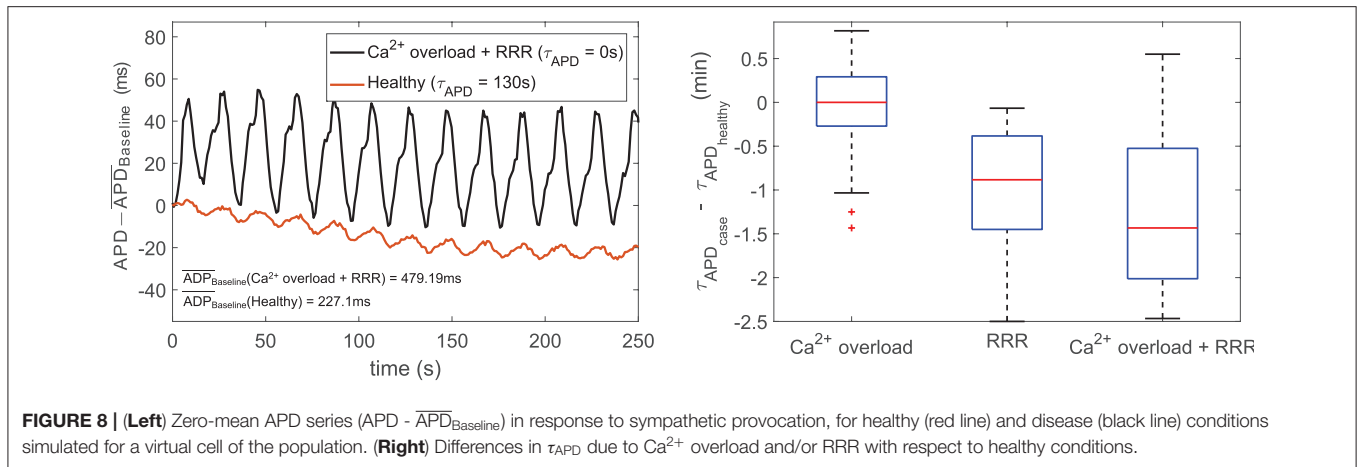 80
60
40
20
0
-20
-40
APD – APD Baseline (ms)
Ca2+ overload + RRR (τAPD = 0s)
Healthy (τAPD = 130s)
ADPBaseline(Ca2+ overload + RRR) = 479.19ms
ADPBaseline(Healthy) = 227.1ms
0 50 100 150 200 250
time (s)
0.5
0
-0.5
-1
-1.5
-2
-2.5
τAPDcase - τAPDhealthy (min)
Ca2+ overload RRR Ca2+ overload + RRR
FIGURE 8 | (Left) Zero-mean APD series (APD - APDBaseline) in response to sympathetic provocation, for healthy (red line) and disease (black line) conditions
simulated for a virtual cell of the population. (Right) Differences in τAPD due to Ca2+ overload and/or RRR with respect to healthy conditions.